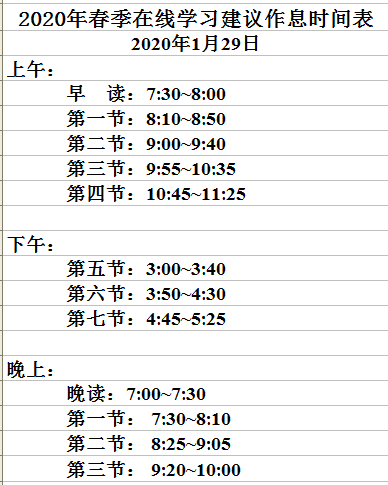 2020年春季在线学习建议作息时间表
2020年1月29日
上午：
早　读：7:30~8:00
第一节：8:10~8:50
第二节：9:00~9:40
第三节：9:55~10:35
第四节：10:45~11:25
下午：
第五节：3:00~3:40
第六节：3:50~4:30
第七节：4:45~5:25
晚上：
晚读：7:00~7:30
第一节： 7:30~8:10
第二节： 8:25~9:05
第三节： 9:20~10:00